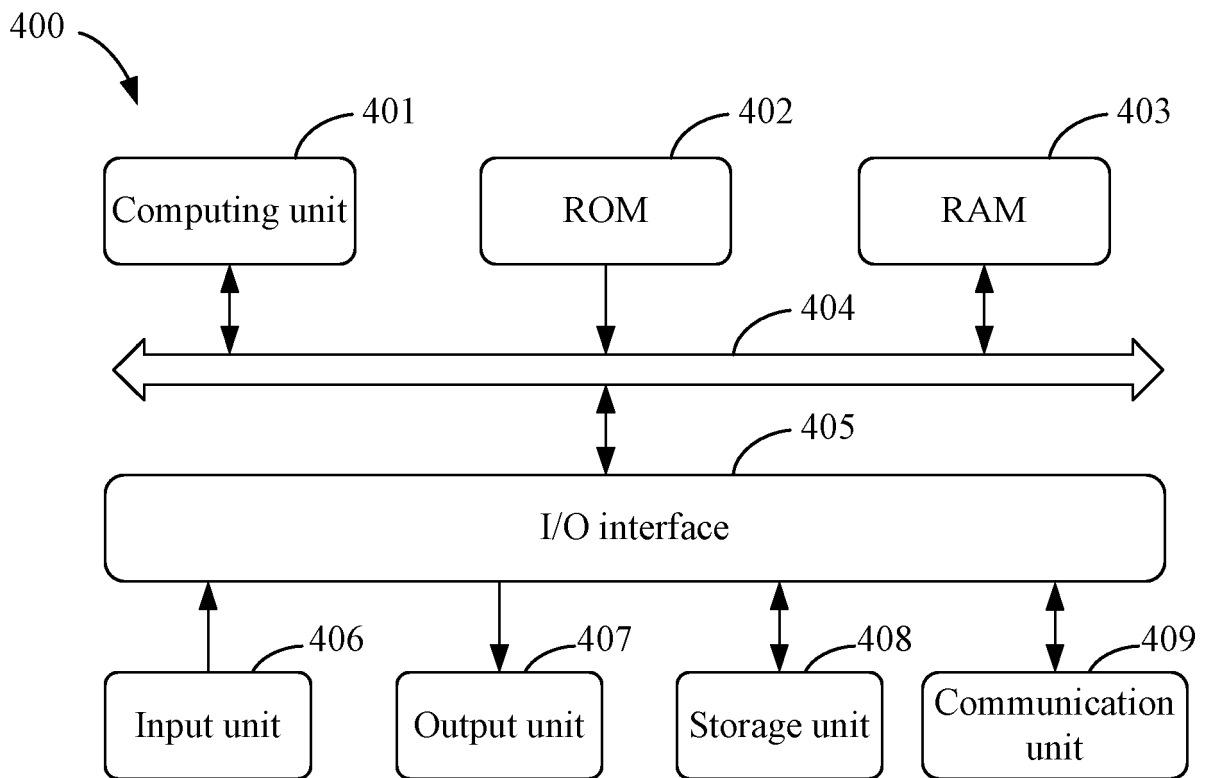 400
401
402
403
Computing unit
ROM
RAM
404
405
I/O interface
406
407
408
409
Input unit
Output unit
Storage unit
Communication
unit